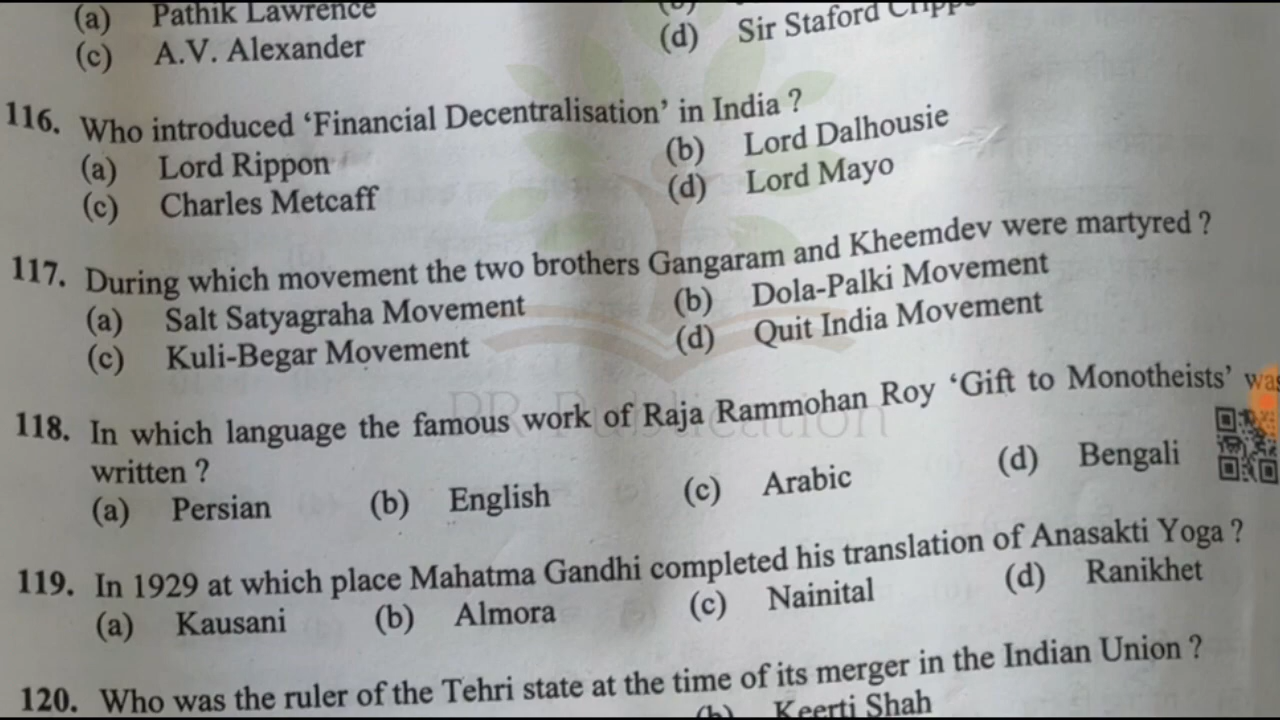 (a) Pathik Lawrence
(c) A.V. Alexander
(d) Sir Staford
116. Who introduced ‘Financial Decentralisation’ in India ?
(a) Lord Rippon (b) Lord Dalhousie
(c) Charles Metcaff (d) Lord Mayo
117. During which movement the two brothers Gangaram and Kheemdev were martyred ?
(a) Salt Satyagraha Movement (b) Dola-Palki Movement
(c) Kuli-Begar Movement (d) Quit India Movement
118. In which language the famous work of Raja Rammohan Roy ‘Gift to Monotheists’ was
written ?
(a) Persian (b) English (c) Arabic (d) Bengali
119. In 1929 at which place Mahatma Gandhi completed his translation of Anasakti Yoga ?
(a) Kausani (b) Almora (c) Nainital (d) Ranikhet
120. Who was the ruler of the Tehri state at the time of its merger in the Indian Union ?
(b) Keerti Shah
PR Publication